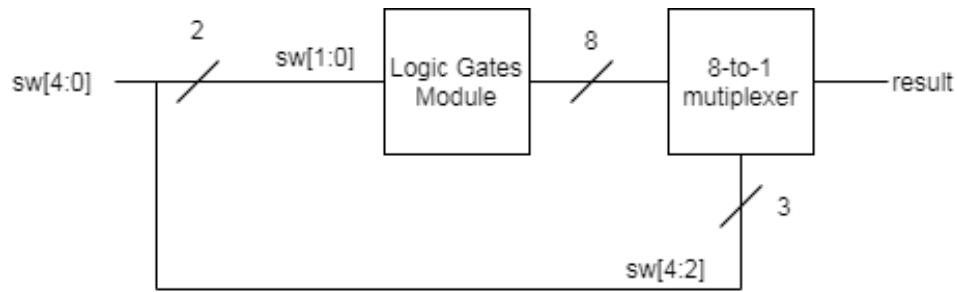 2
8
sw[1:0]
Logic Gates
Module
8-to-1
mutiplexer
sw[4:0]
result
3
sw[4:2]